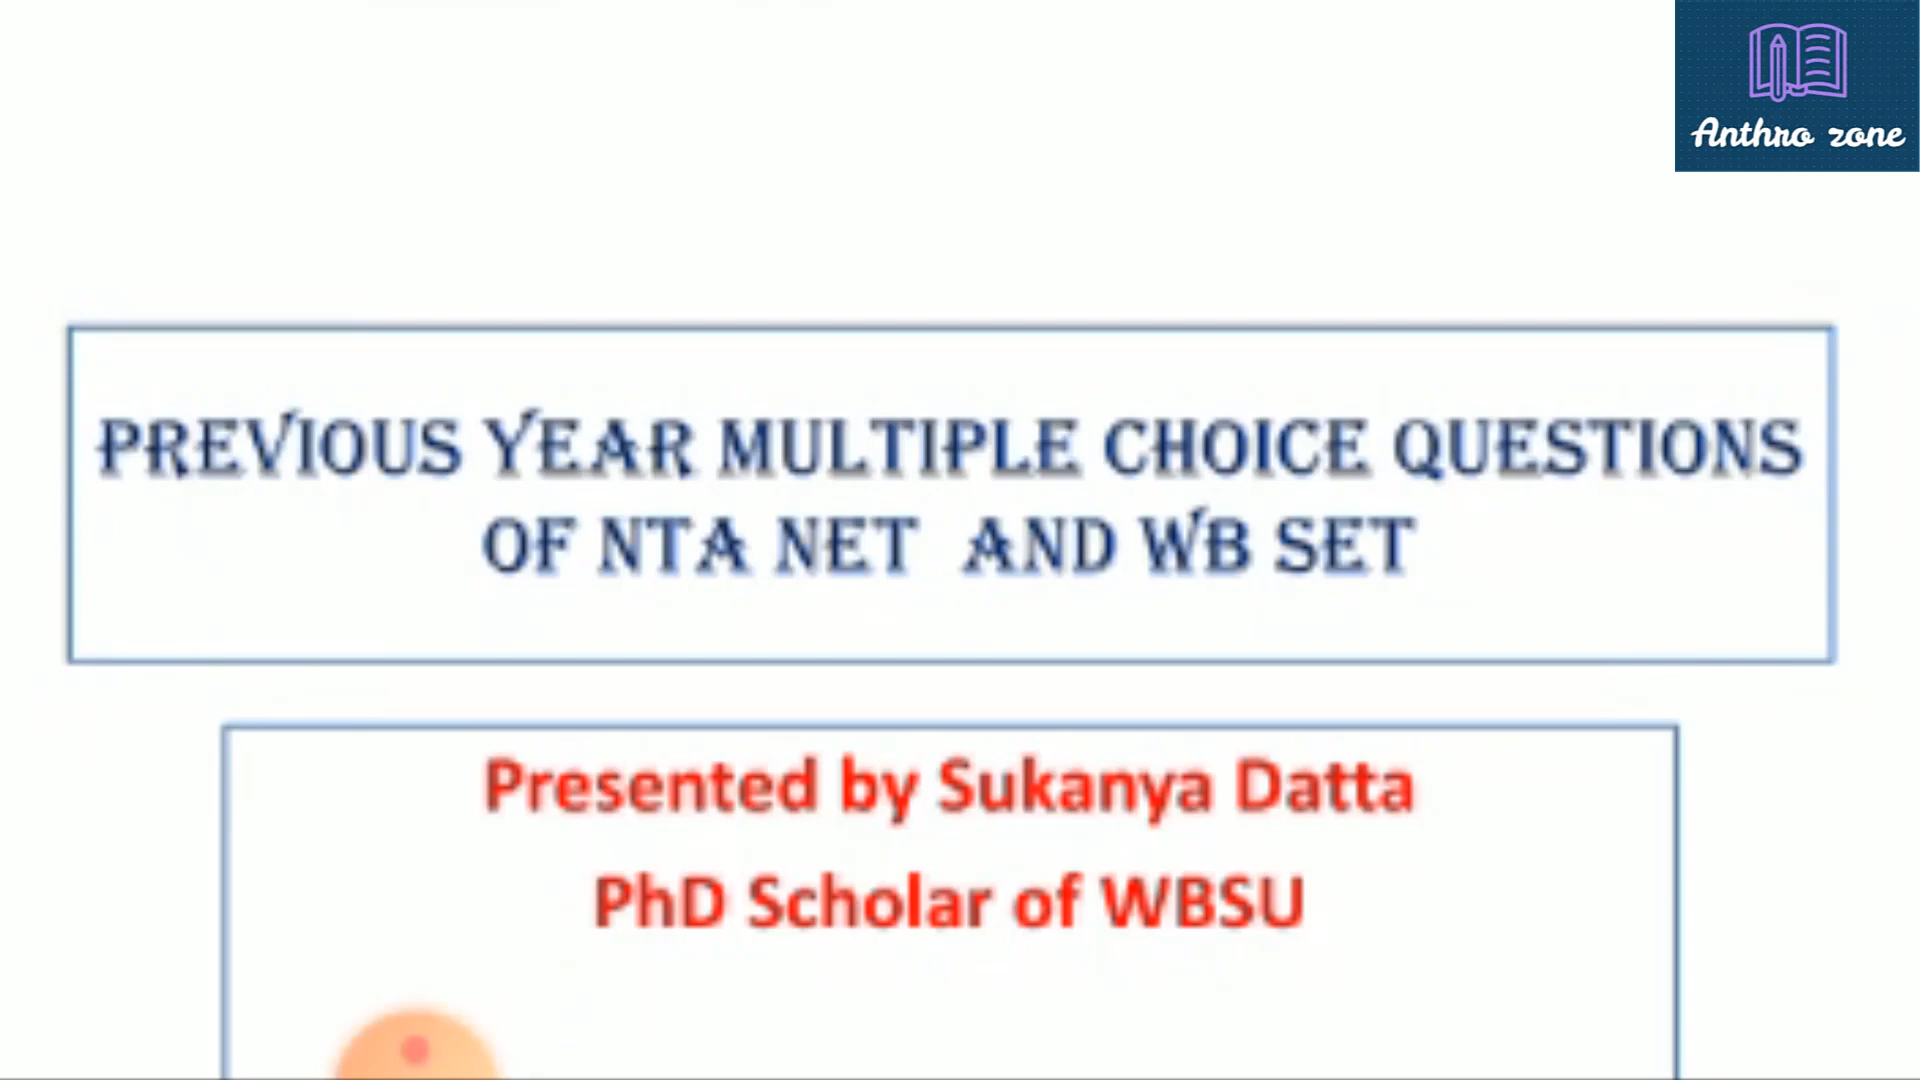 Anthro zone
PREVIOUS YEAR MULTIPLE CHOICE QUESTIONS
OF NTA NET AND WB SET
Presented by Sukanya Datta
PhD Scholar of WBSU